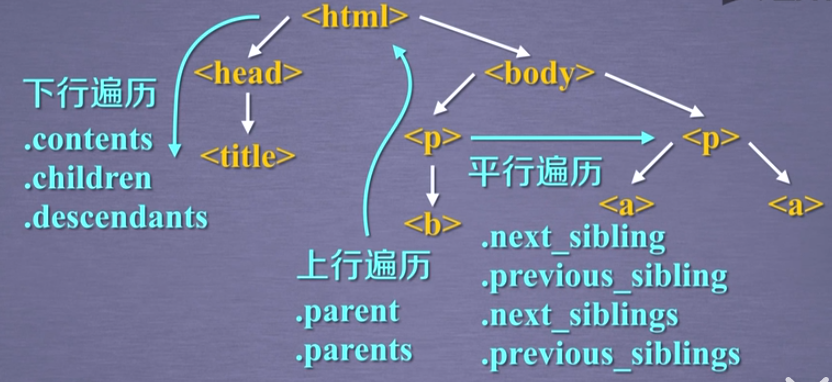 <html>
<head>
<body>
下行遍历
.contents
.children
.descendants
<title>
<p>
<p>
平行遍历
<b>
<a>
<a>
上行遍历
.parent
.parents
.next_sibling
.previous_sibling
.next_siblings
.previous_siblings